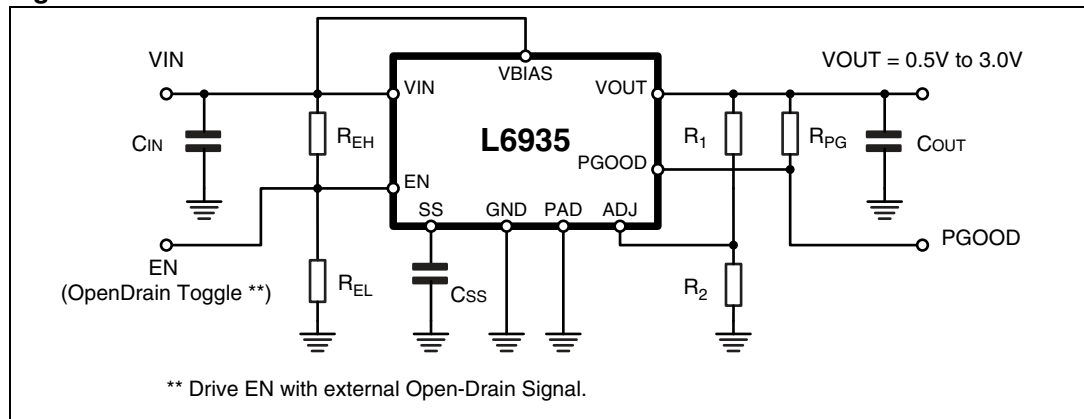 VIN
VBIAS
VOUT = 0.5V to 3.0V
VIN
VOUT
CIN
REH
L6935
R1
RPG
COUT
PGOOD
EN
SS
GND
PAD
ADJ
PGOOD
EN
(OpenDrain Toggle **)
REL
CSS
R2
** Drive EN with external Open-Drain Signal.